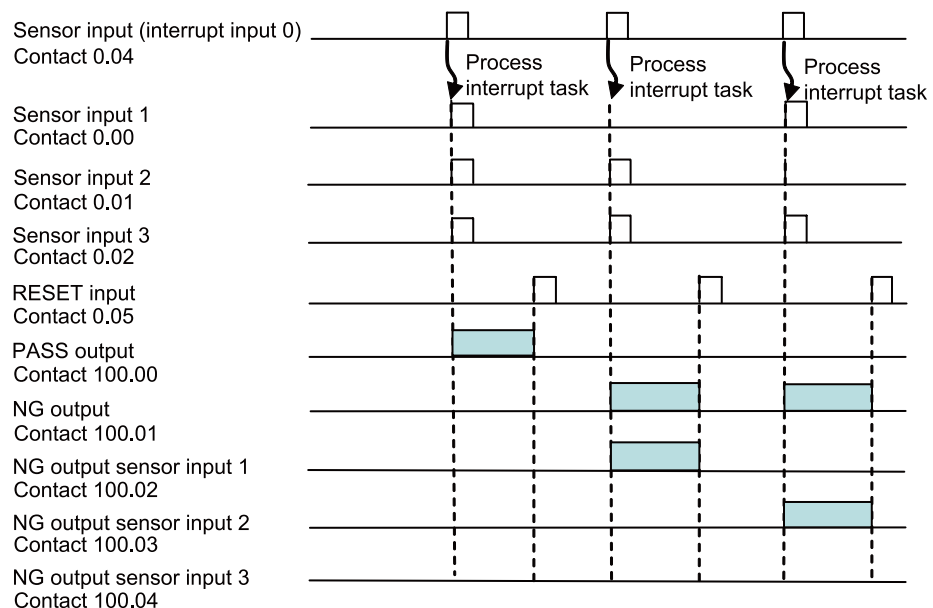 Sensor input (interrupt input 0)
Contact 0.04
Process
interrupt task
Process
interrupt task
Process
interrupt task
Sensor input 1
Contact 0.00
Sensor input 2
Contact 0.01
Sensor input 3
Contact 0.02
RESET input
Contact 0.05
PASS output
Contact 100.00
NG output
Contact 100.01
NG output sensor input 1
Contact 100.02
NG output sensor input 2
Contact 100.03
NG output sensor input 3
Contact 100.04